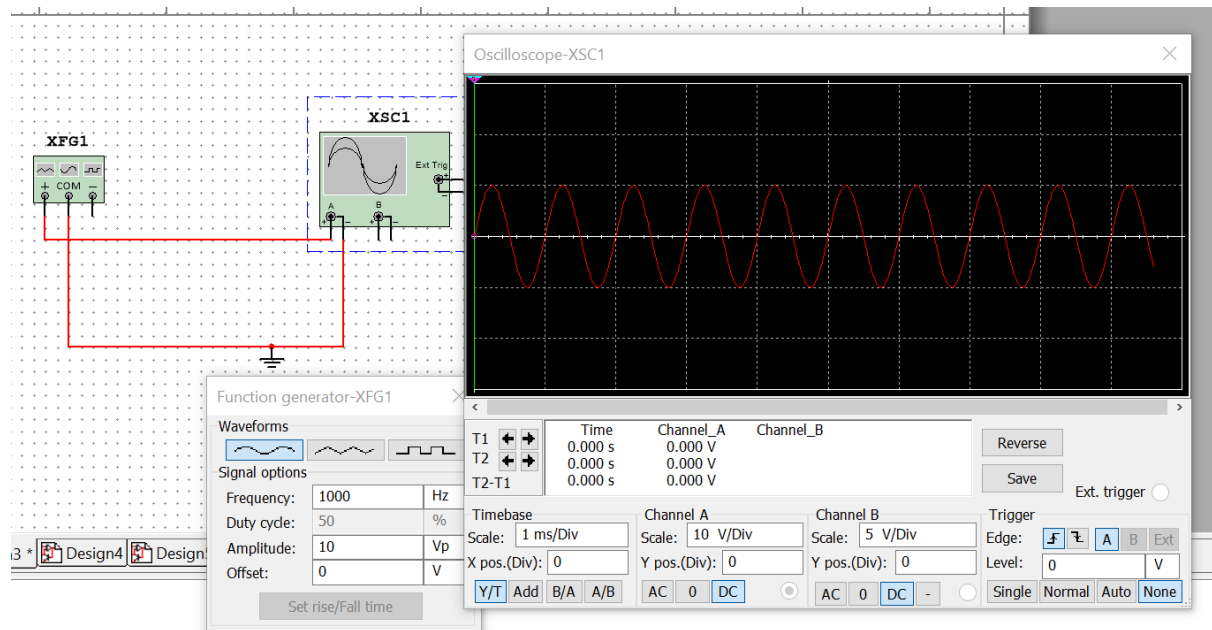 XFG1
+ COM −
XSC1
Ext Trig
+
−
A
B
+ − + −
3 * Design4 Design
Function generator-XFG1
Waveforms
Signal options
Frequency: 1000 Hz
Duty cycle: 50 %
Amplitude: 10 Vp
Offset: 0 V
Set rise/Fall time
Oscilloscope-XSC1
Time Channel_A Channel_B
T1 0.000 s 0.000 V
T2 0.000 s 0.000 V
T2-T1 0.000 s 0.000 V
Reverse
Save
Ext. trigger
Timebase
Scale: 1 ms/Div
X pos.(Div): 0
Y/T Add B/A A/B
Channel A
Scale: 10 V/Div
Y pos.(Div): 0
AC 0 DC
Channel B
Scale: 5 V/Div
Y pos.(Div): 0
AC 0 DC -
Trigger
Edge: A B Ext
Level: 0 V
Single Normal Auto None